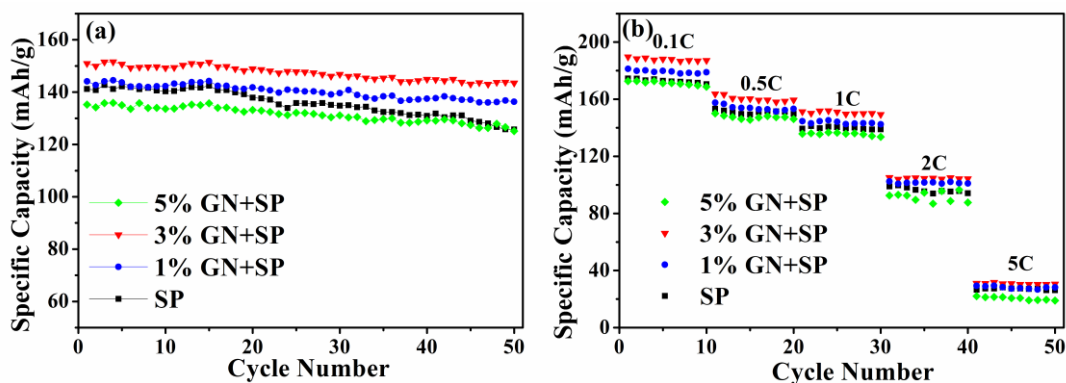 (a)
Specific Capacity (mAh/g)
160
140
120
100
80
60
5% GN+SP
3% GN+SP
1% GN+SP
SP
0
10
20
30
40
50
Cycle Number
(b)
Specific Capacity (mAh/g)
200
160
120
80
40
0
0.1C
0.5C
1C
2C
5C
5% GN+SP
3% GN+SP
1% GN+SP
SP
0
10
20
30
40
50
Cycle Number